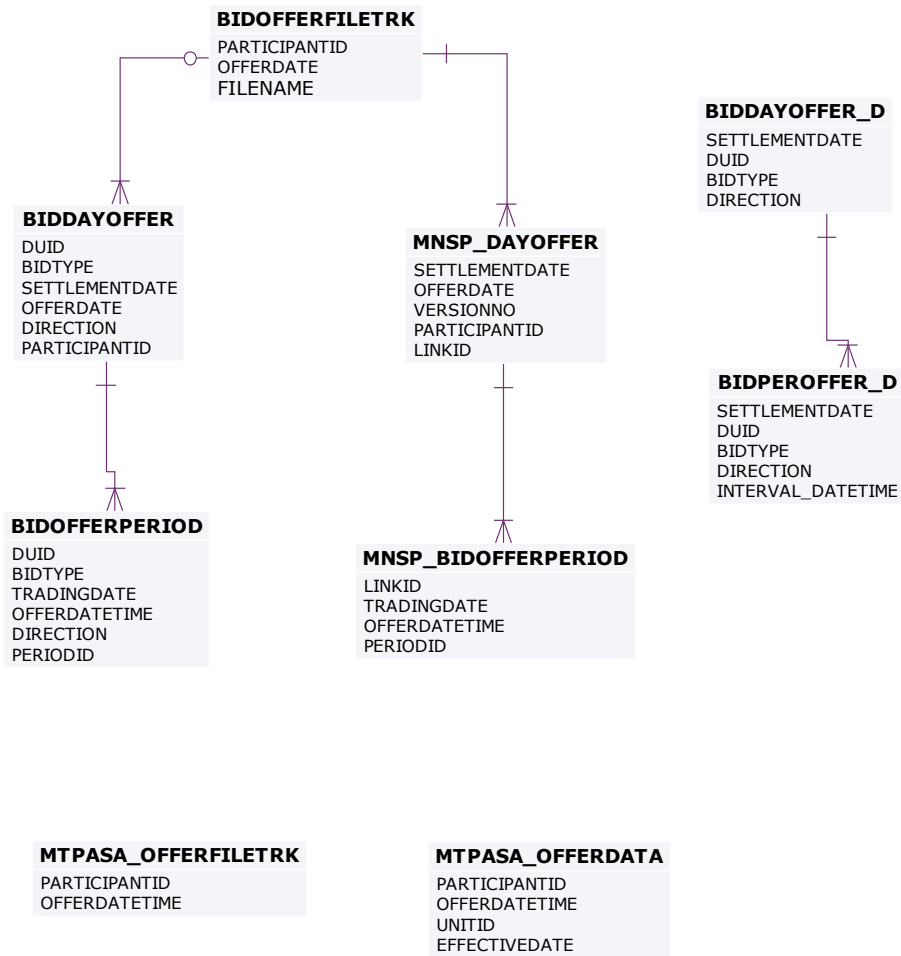 BIDOFFERFILETRK
PARTICIPANTID
OFFERDATE
FILENAME
BIDDAYOFFER_D
SETTLEMENTDATE
DUID
BIDTYPE
DIRECTION
BIDDAYOFFER
DUID
BIDTYPE
SETTLEMENTDATE
OFFERDATE
DIRECTION
PARTICIPANTID
MNSP_DAYOFFER
SETTLEMENTDATE
OFFERDATE
VERSIONNO
PARTICIPANTID
LINKID
BIDPEROFFER_D
SETTLEMENTDATE
DUID
BIDTYPE
DIRECTION
INTERVAL_DATETIME
BIDOFFERPERIOD
DUID
BIDTYPE
TRADINGDATE
OFFERDATETIME
DIRECTION
PERIODID
MNSP_BIDOFFERPERIOD
LINKID
TRADINGDATE
OFFERDATETIME
PERIODID
MTPASA_OFFERFILETRK
PARTICIPANTID
OFFERDATETIME
MTPASA_OFFERDATA
PARTICIPANTID
OFFERDATETIME
UNITID
EFFECTIVEDATE